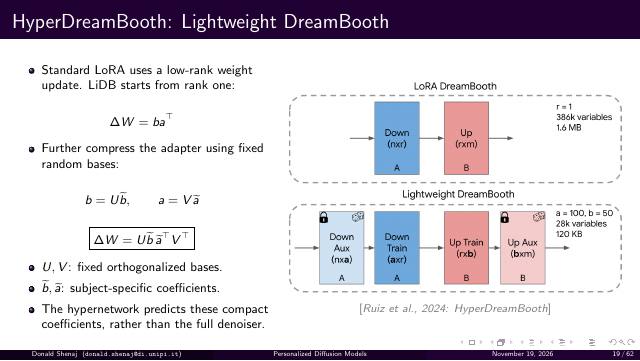 HyperDreamBooth: Lightweight DreamBooth
Standard LoRA uses a low-rank weight
update. LiDB starts from rank one:
ΔW = ba⊤
Further compress the adapter using fixed
random bases:
b = Ub̃, a = Vã
ΔW = Ub̃ ã⊤V⊤
U, V: fixed orthogonalized bases.
b̃, ã: subject-specific coefficients.
The hypernetwork predicts these compact
coefficients, rather than the full denoiser.
LoRA DreamBooth
Down
(nxr)
A
Up
(rxm)
B
r = 1
386k variables
1.6 MB
Lightweight DreamBooth
Down
Aux
(nxa)
A
Down
Train
(axr)
A
Up Train
(rxb)
B
Up Aux
(bxm)
B
a = 100, b = 50
28k variables
120 KB
[Ruiz et al., 2024: HyperDreamBooth]
Donald Shenaj (donald.shenaj@di.unipi.it) Personalized Diffusion Models November 19, 2026 19 / 62